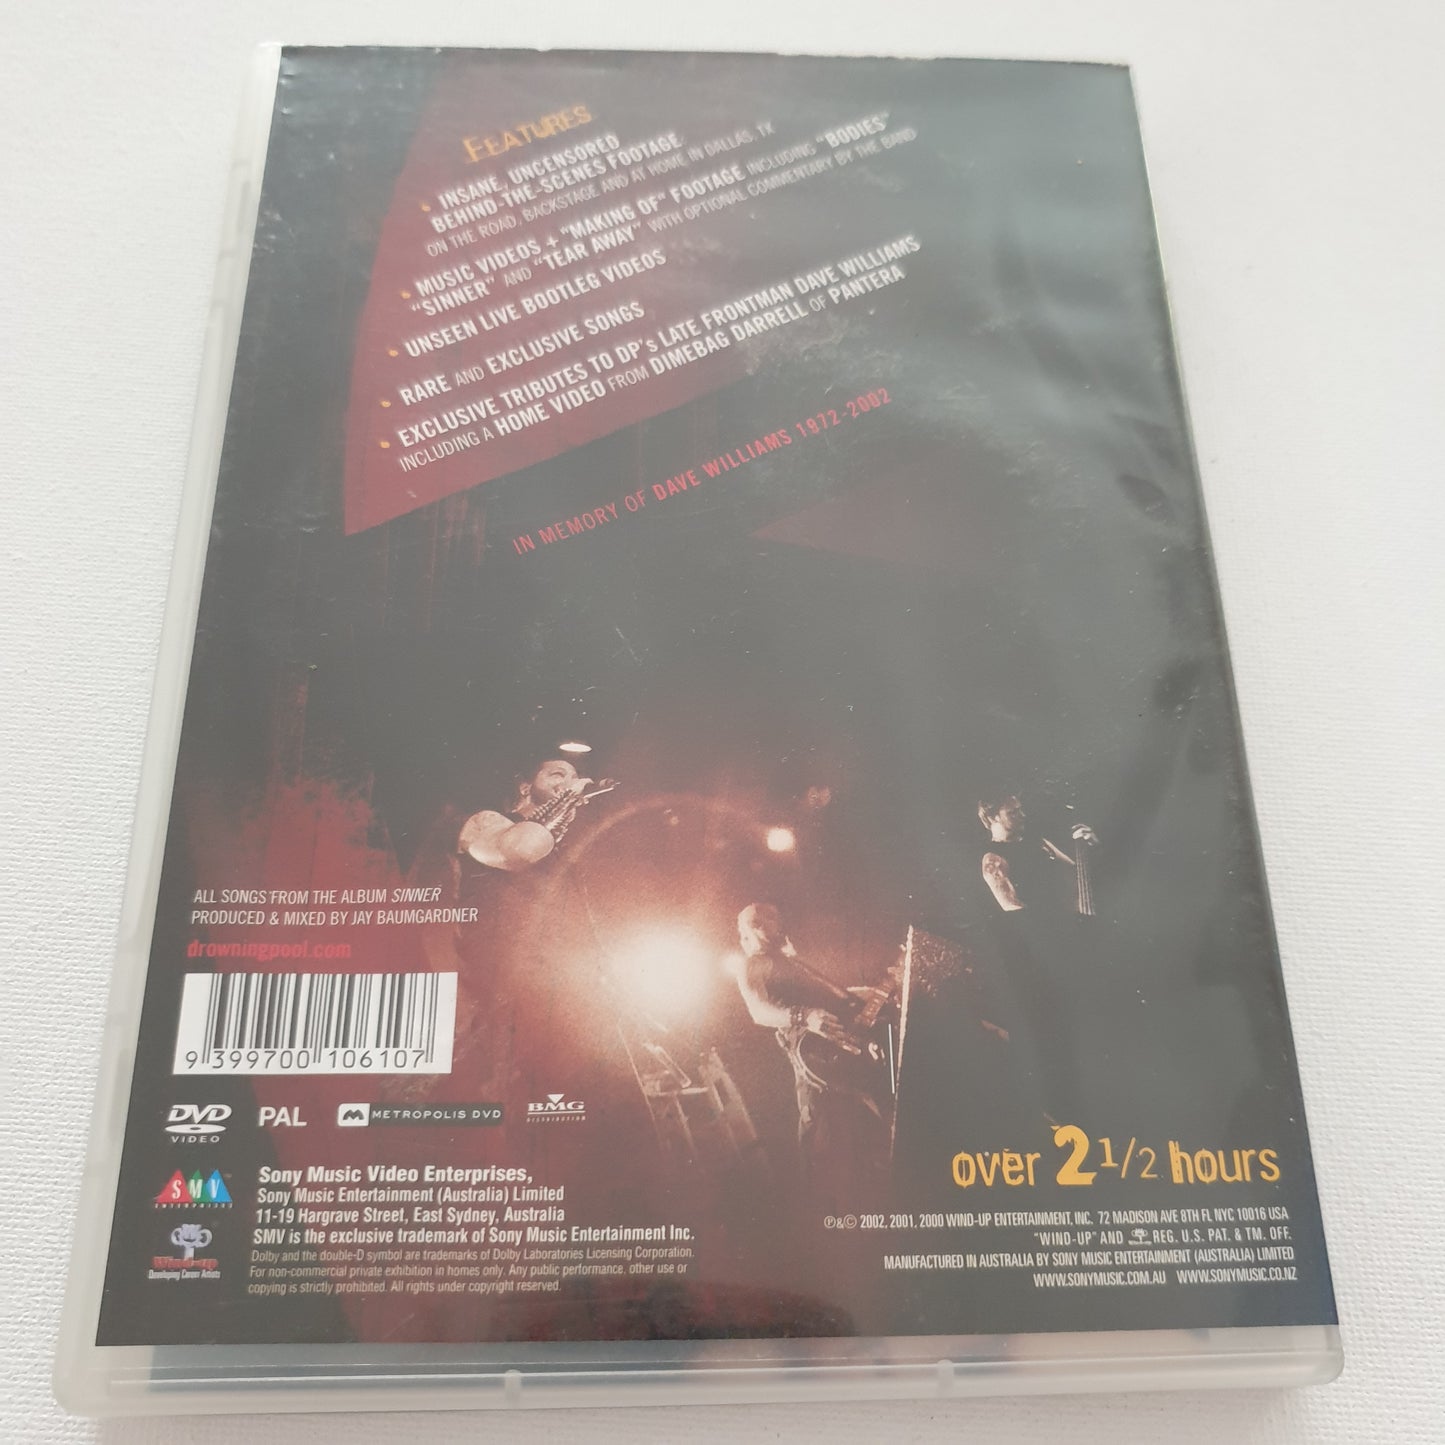 FEATURES
INSANE, UNCENSORED
BEHIND-THE-SCENES FOOTAGE
ON THE ROAD, BACKSTAGE AND AT HOME IN DALLAS, TX
MUSIC VIDEOS + "MAKING OF" FOOTAGE INCLUDING "BODIES"
"SINNER" AND "TEAR AWAY" WITH OPTIONAL COMMENTARY BY THE BAND
UNSEEN LIVE BOOTLEG VIDEOS
RARE AND EXCLUSIVE SONGS
EXCLUSIVE TRIBUTES TO DP's LATE FRONTMAN DAVE WILLIAMS
INCLUDING A HOME VIDEO FROM DIMEBAG DARRELL OF PANTERA
IN MEMORY OF DAVE WILLIAMS 1972-2002
ALL SONGS FROM THE ALBUM SINNER
PRODUCED & MIXED BY JAY BAUMGARDNER
drowningpool.com
9 399700 106107
DVD
VIDEO
PAL
METROPOLIS DVD
BMG
DISTRIBUTION
over 2 1/2 hours
SMV
ENTERPRISES
Sony Music Video Enterprises,
Sony Music Entertainment (Australia) Limited
11-19 Hargrave Street, East Sydney, Australia
SMV is the exclusive trademark of Sony Music Entertainment Inc.
Dolby and the double-D symbol are trademarks of Dolby Laboratories Licensing Corporation.
For non-commercial private exhibition in homes only. Any public performance, other use or
copying is strictly prohibited. All rights under copyright reserved.
Wind-up
Developing Career Artists
℗&© 2002, 2001, 2000 WIND-UP ENTERTAINMENT, INC. 72 MADISON AVE 8TH FL NYC 10016 USA
"WIND-UP" AND REG. U.S. PAT. & TM. OFF.
MANUFACTURED IN AUSTRALIA BY SONY MUSIC ENTERTAINMENT (AUSTRALIA) LIMITED
WWW.SONYMUSIC.COM.AU WWW.SONYMUSIC.CO.NZ